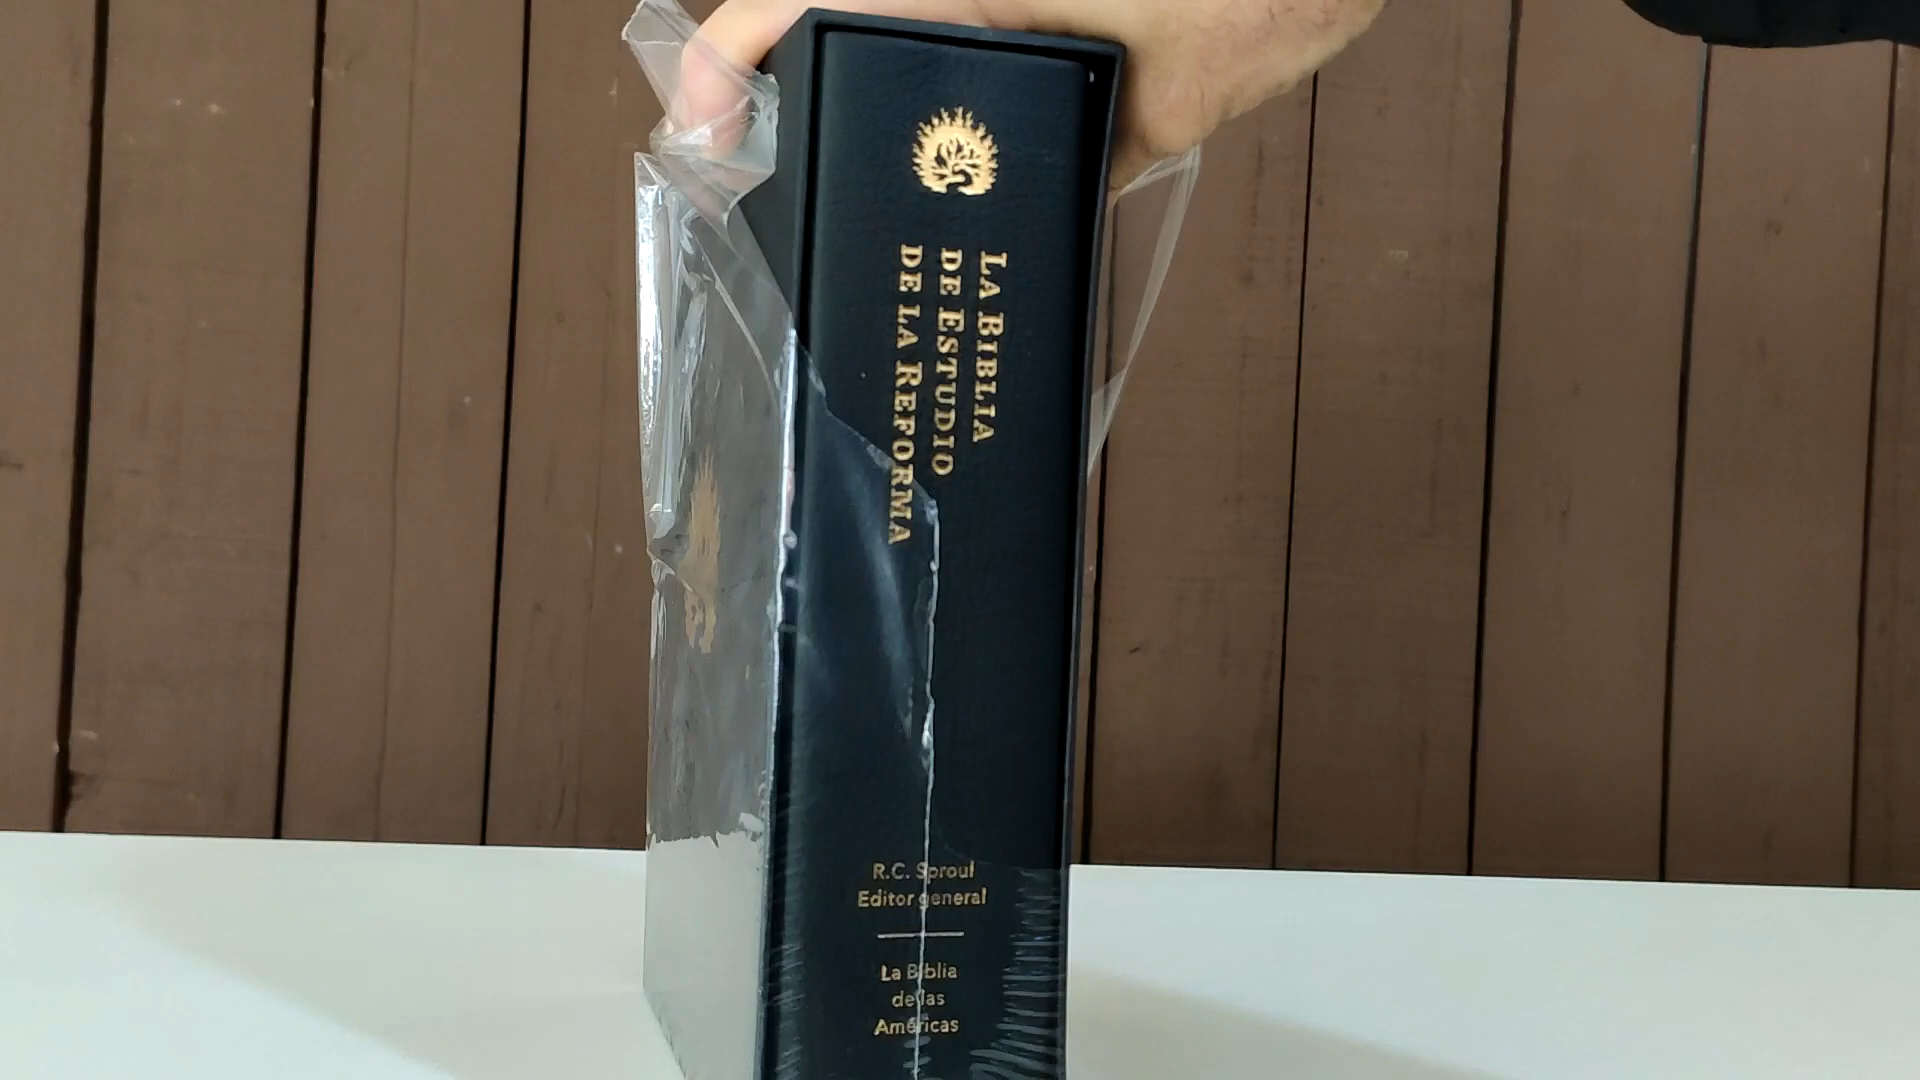 LA BIBLIA
DE ESTUDIO
DE LA REFORMA
R.C. Sproul
Editor general
La Biblia
de las
Américas